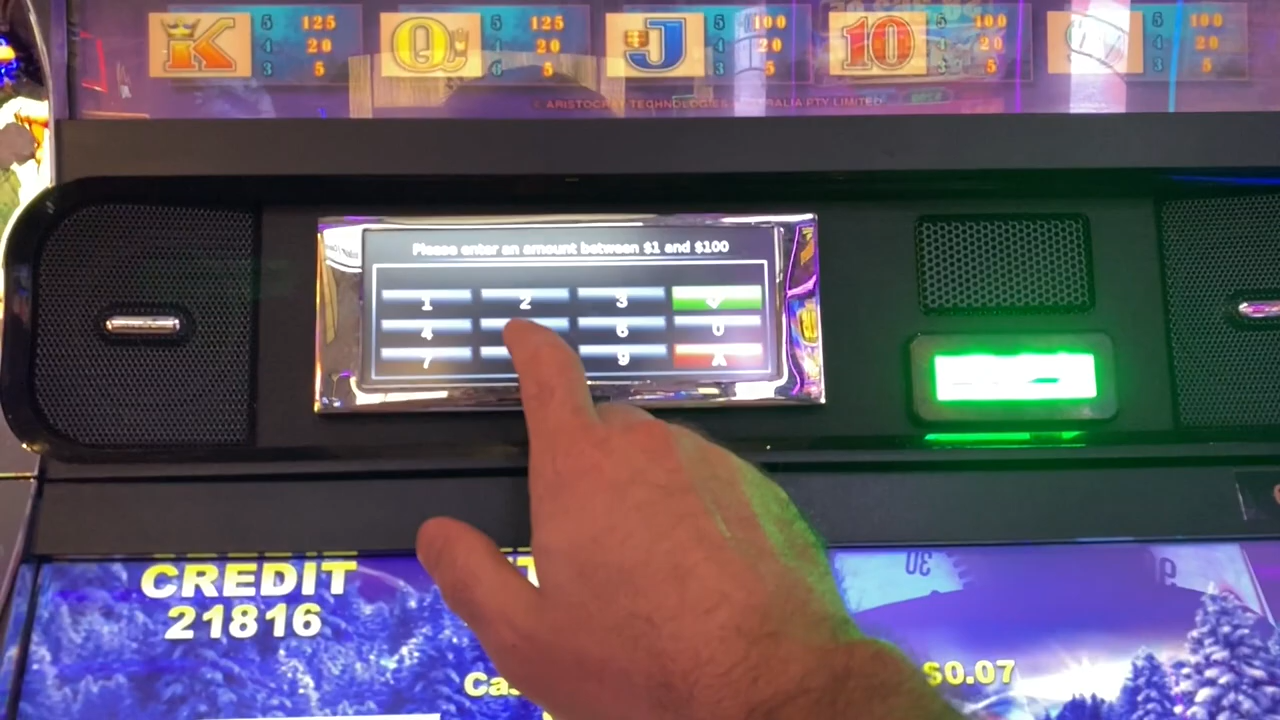 K 5 125 Q 5 125 J 5 100 10 5 100 5 100
4 20 4 20 4 20 4 20 4 20
3 5 5 3 5 3 5 3 5
ARISTOCRAT TECHNOLOGIES AUSTRALIA PTY LIMITED
Please enter an amount between $1 and $100
1 2 3
4 6 0
7 9 X
CREDIT
21816
$0.07
30